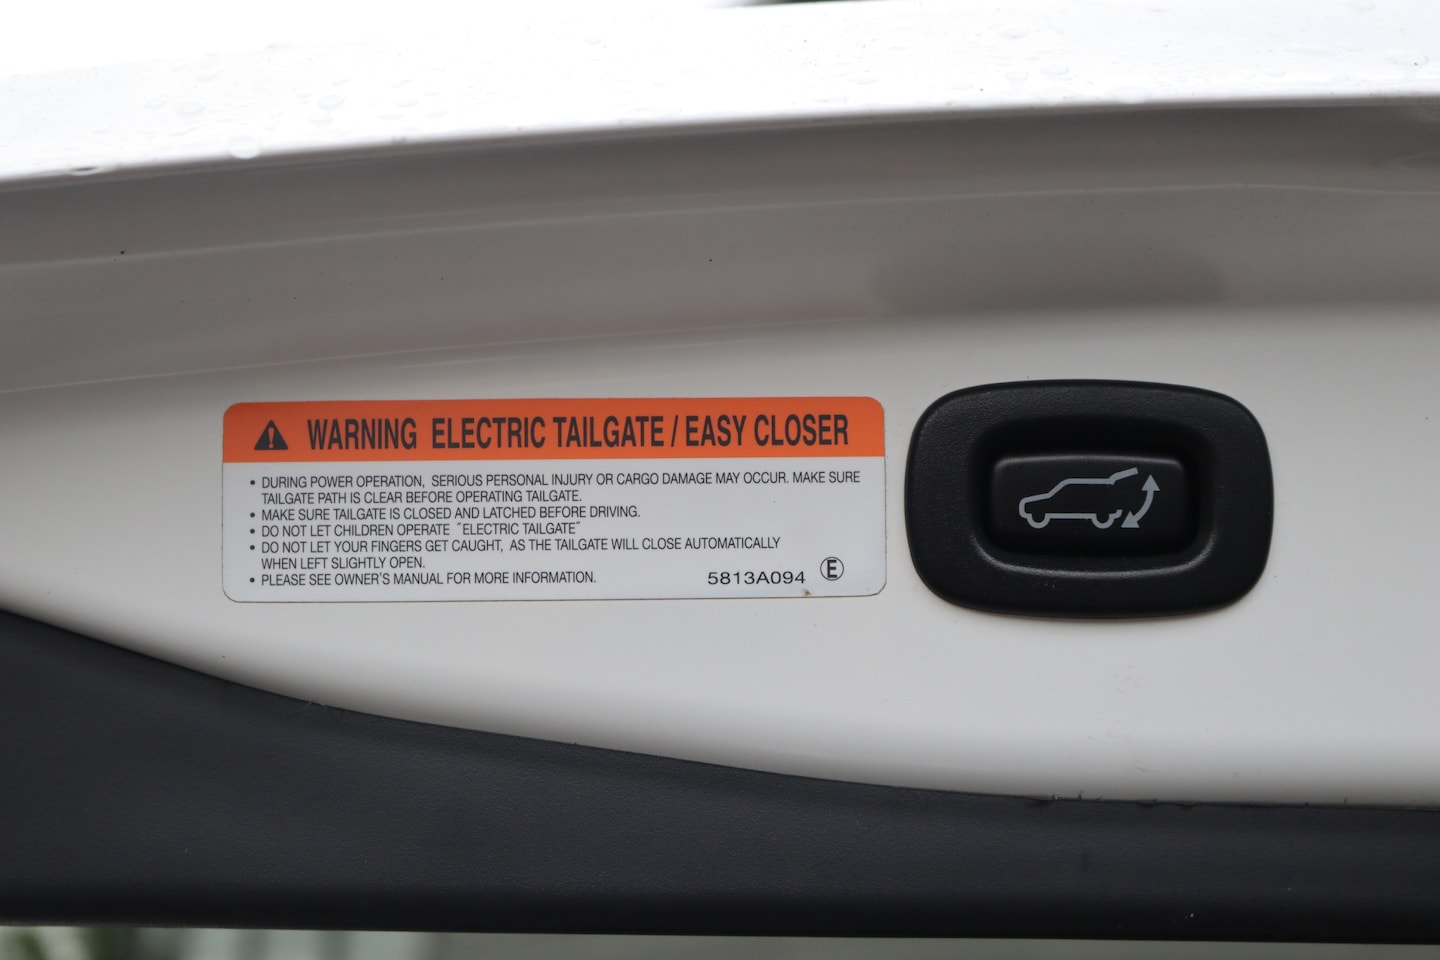 WARNING ELECTRIC TAILGATE / EASY CLOSER
• DURING POWER OPERATION, SERIOUS PERSONAL INJURY OR CARGO DAMAGE MAY OCCUR. MAKE SURE
TAILGATE PATH IS CLEAR BEFORE OPERATING TAILGATE.
• MAKE SURE TAILGATE IS CLOSED AND LATCHED BEFORE DRIVING.
• DO NOT LET CHILDREN OPERATE ˝ELECTRIC TAILGATE˝
• DO NOT LET YOUR FINGERS GET CAUGHT, AS THE TAILGATE WILL CLOSE AUTOMATICALLY
WHEN LEFT SLIGHTLY OPEN.
• PLEASE SEE OWNER'S MANUAL FOR MORE INFORMATION.
5813A094 Ⓔ